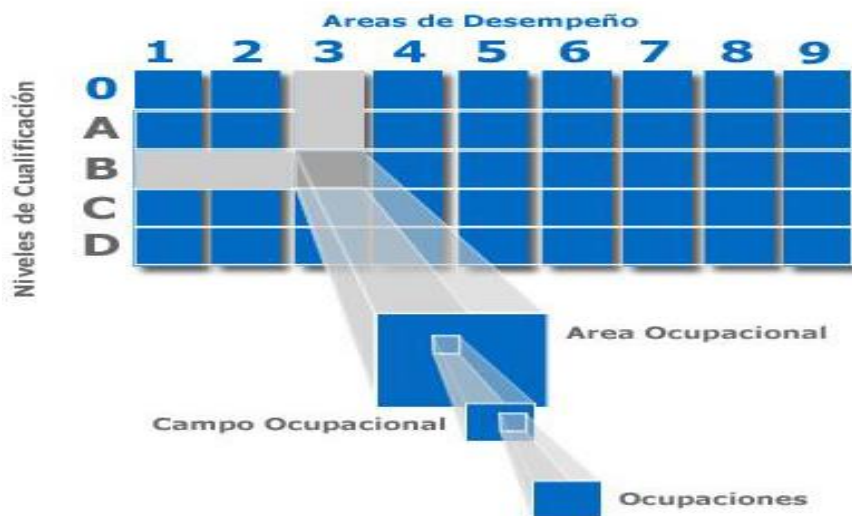 Areas de Desempeño
1 2 3 4 5 6 7 8 9
Niveles de Cualificación
0
A
B
C
D
Area Ocupacional
Campo Ocupacional
Ocupaciones